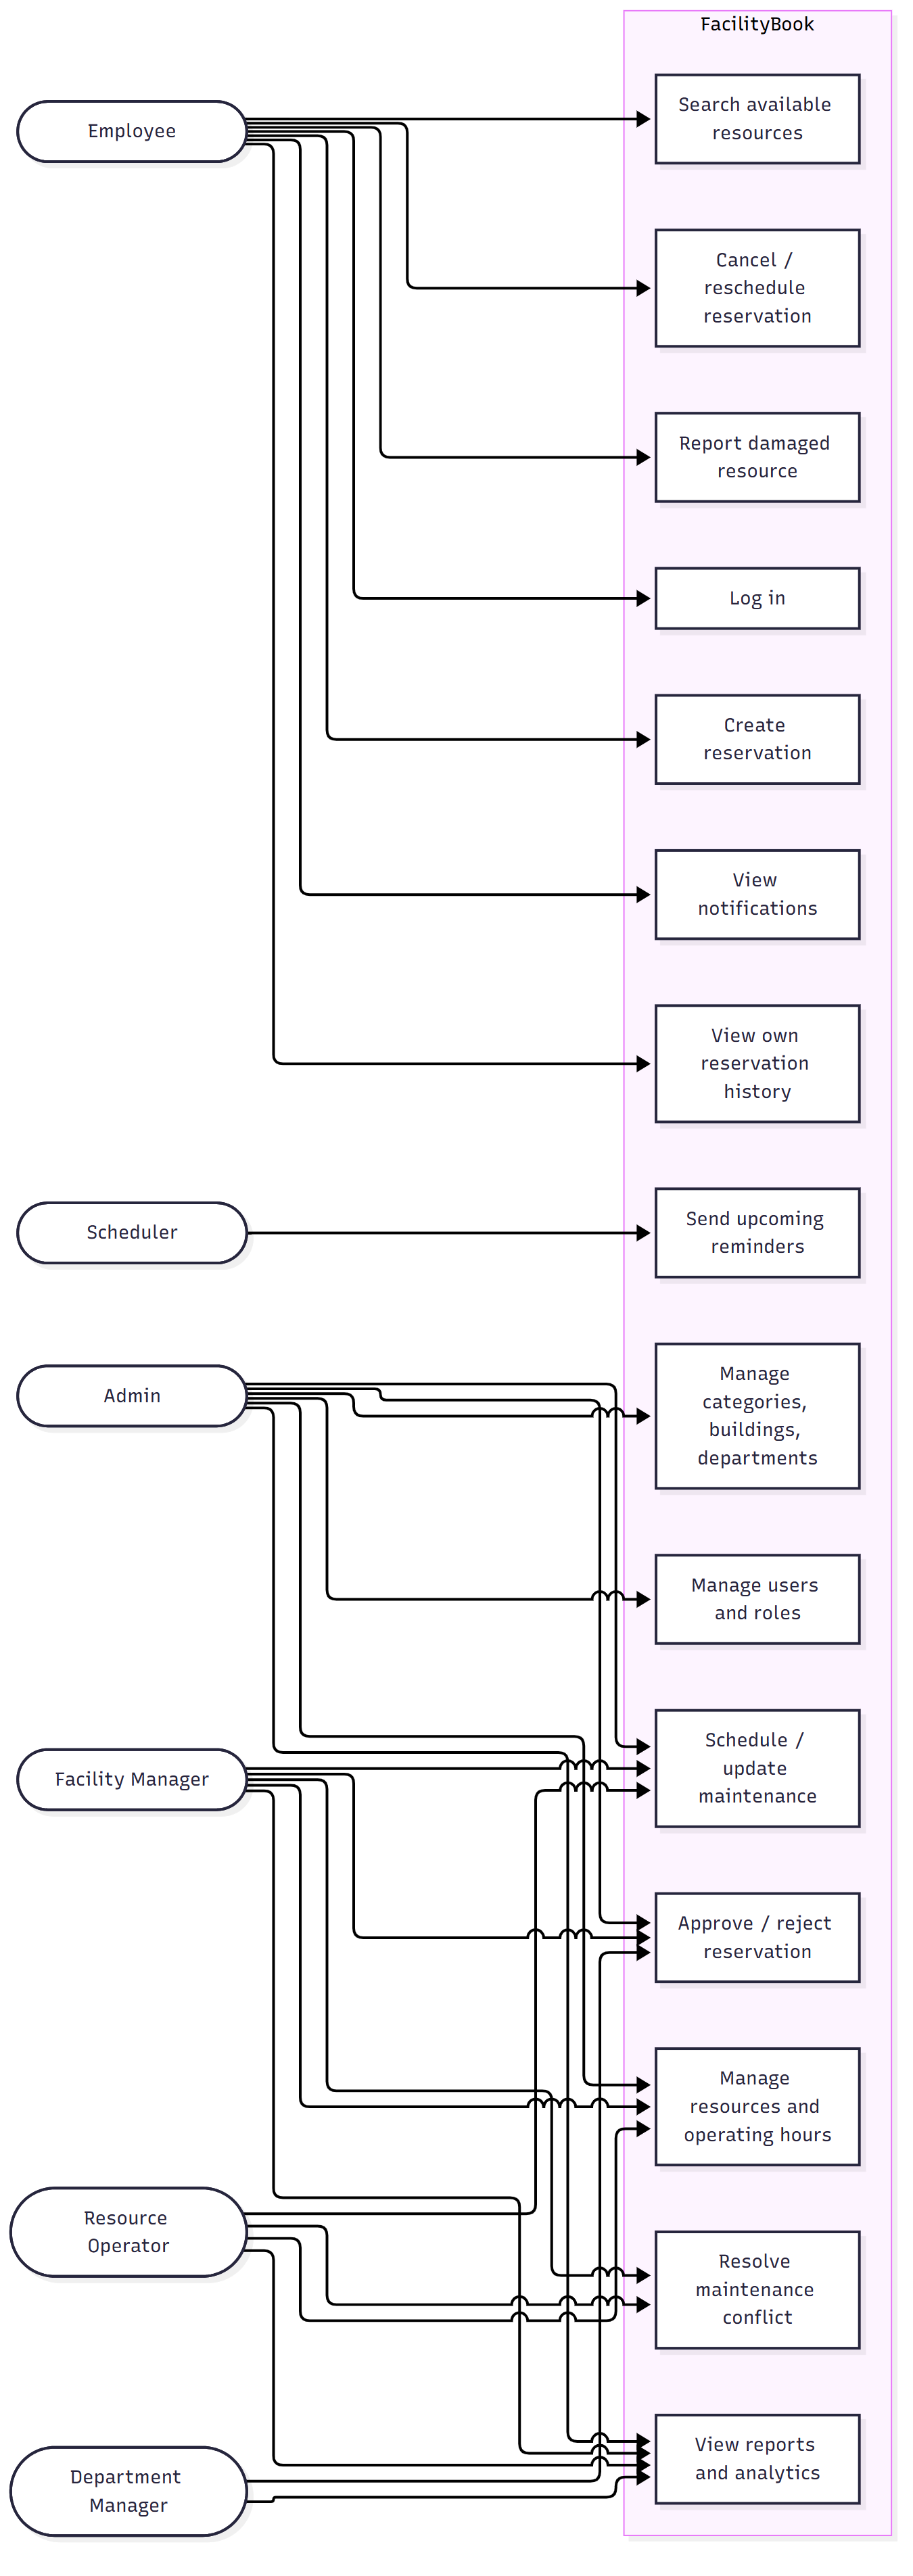 FacilityBook
Employee
Search available
resources
Cancel /
reschedule
reservation
Report damaged
resource
Log in
Create
reservation
View
notifications
View own
reservation
history
Scheduler
Send upcoming
reminders
Admin
Manage
categories,
buildings,
departments
Manage users
and roles
Facility Manager
Schedule /
update
maintenance
Approve / reject
reservation
Manage
resources and
operating hours
Resource
Operator
Resolve
maintenance
conflict
Department
Manager
View reports
and analytics